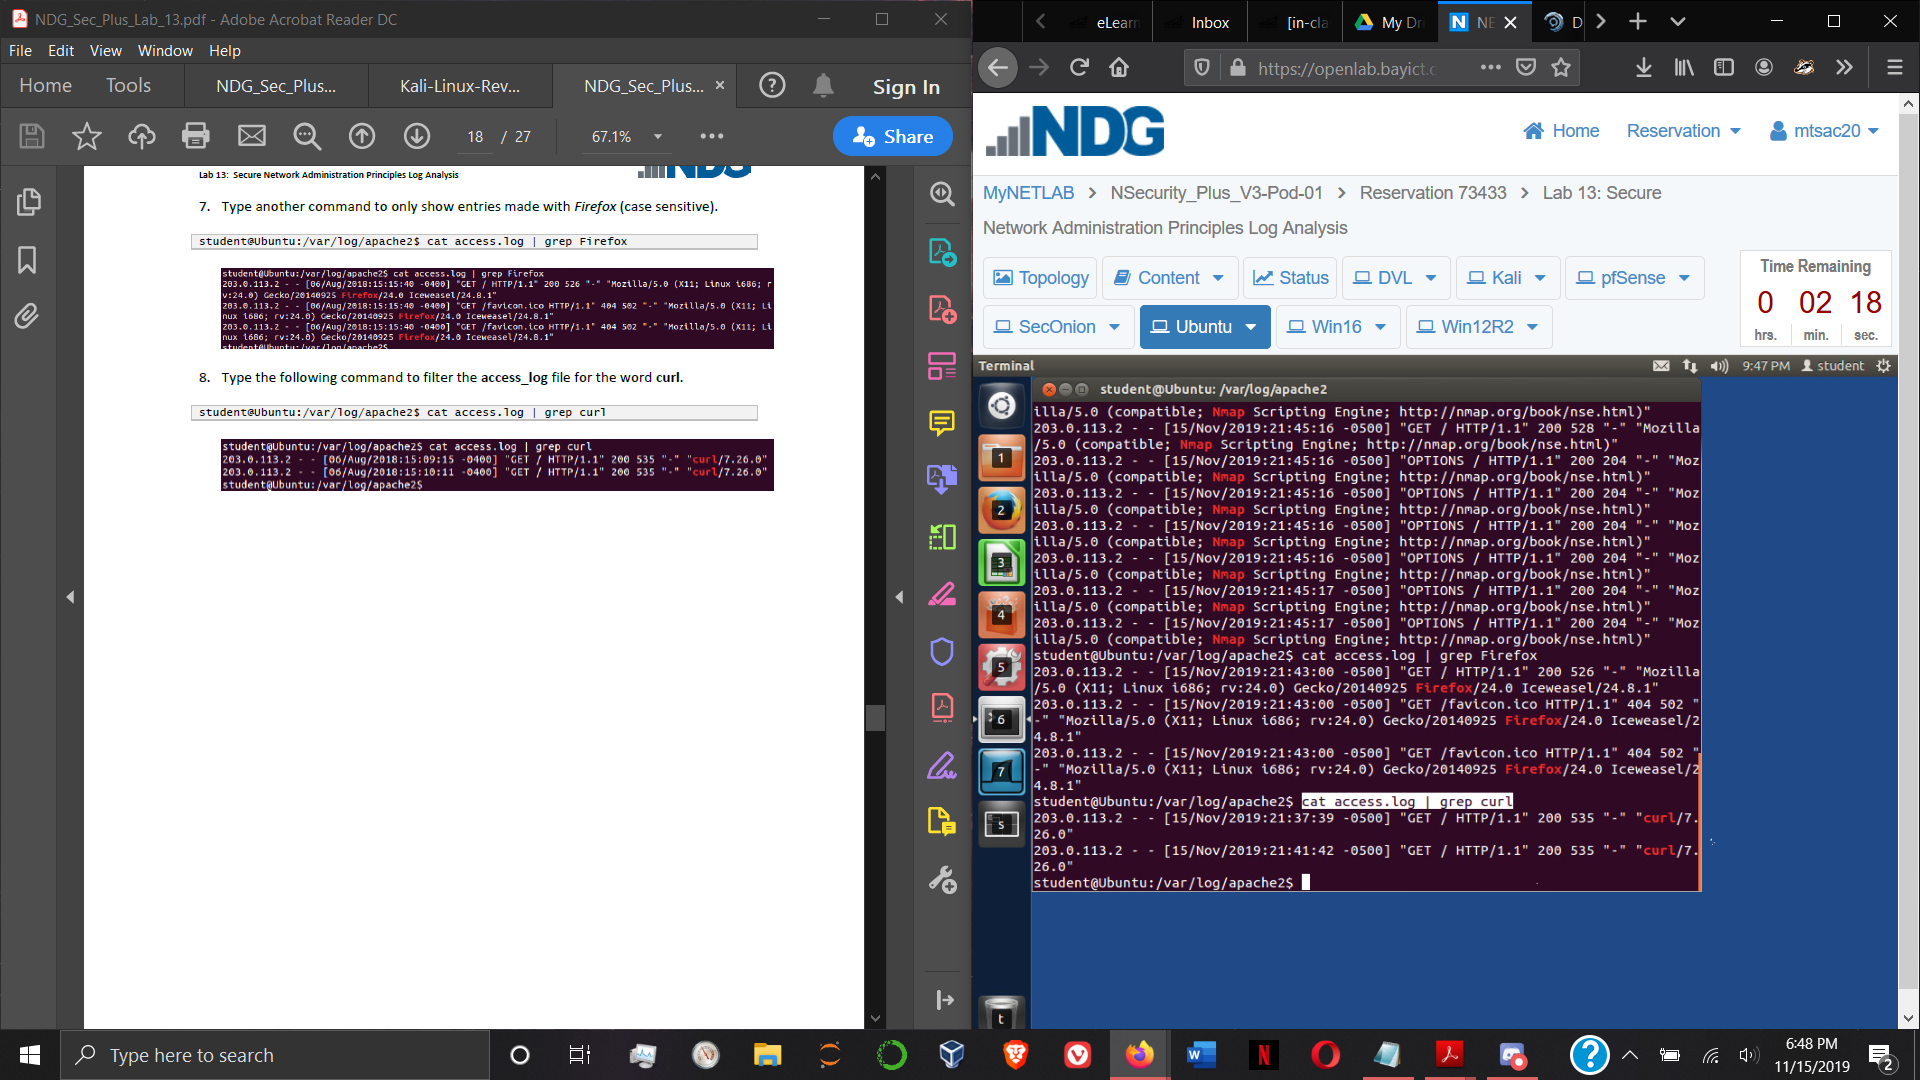 NDG_Sec_Plus_Lab_13.pdf - Adobe Acrobat Reader DC
File Edit View Window Help
Home Tools NDG_Sec_Plus... Kali-Linux-Rev... NDG_Sec_Plus... × Sign In
18 / 27 67.1% Share
Lab 13: Secure Network Administration Principles Log Analysis
7. Type another command to only show entries made with Firefox (case sensitive).
student@Ubuntu:/var/log/apache2$ cat access.log | grep Firefox
student@Ubuntu:/var/log/apache2$ cat access.log | grep Firefox
203.0.113.2 - - [06/Aug/2018:15:15:40 -0400] "GET / HTTP/1.1" 200 526 "-" "Mozilla/5.0 (X11; Linux i686; r
v:24.0) Gecko/20140925 Firefox/24.0 Iceweasel/24.8.1"
203.0.113.2 - - [06/Aug/2018:15:15:40 -0400] "GET /favicon.ico HTTP/1.1" 404 502 "-" "Mozilla/5.0 (X11; Li
nux i686; rv:24.0) Gecko/20140925 Firefox/24.0 Iceweasel/24.8.1"
203.0.113.2 - - [06/Aug/2018:15:15:40 -0400] "GET /favicon.ico HTTP/1.1" 404 502 "-" "Mozilla/5.0 (X11; Li
nux i686; rv:24.0) Gecko/20140925 Firefox/24.0 Iceweasel/24.8.1"
student@Ubuntu:/var/log/apache2$
8. Type the following command to filter the access_log file for the word curl.
student@Ubuntu:/var/log/apache2$ cat access.log | grep curl
student@Ubuntu:/var/log/apache2$ cat access.log | grep curl
203.0.113.2 - - [06/Aug/2018:15:09:15 -0400] "GET / HTTP/1.1" 200 535 "-" "curl/7.26.0"
203.0.113.2 - - [06/Aug/2018:15:10:11 -0400] "GET / HTTP/1.1" 200 535 "-" "curl/7.26.0"
student@Ubuntu:/var/log/apache2$
eLearn Inbox [in-cla My Dri NE D
https://openlab.bayict.c
NDG
Home Reservation mtsac20
MyNETLAB > NSecurity_Plus_V3-Pod-01 > Reservation 73433 > Lab 13: Secure
Network Administration Principles Log Analysis
Topology Content Status DVL Kali pfSense
SecOnion Ubuntu Win16 Win12R2
Time Remaining
0 02 18
hrs. min. sec.
Terminal 9:47 PM student
student@Ubuntu: /var/log/apache2
illa/5.0 (compatible; Nmap Scripting Engine; http://nmap.org/book/nse.html)"
203.0.113.2 - - [15/Nov/2019:21:45:16 -0500] "GET / HTTP/1.1" 200 528 "-" "Mozilla
/5.0 (compatible; Nmap Scripting Engine; http://nmap.org/book/nse.html)"
203.0.113.2 - - [15/Nov/2019:21:45:16 -0500] "OPTIONS / HTTP/1.1" 200 204 "-" "Moz
illa/5.0 (compatible; Nmap Scripting Engine; http://nmap.org/book/nse.html)"
203.0.113.2 - - [15/Nov/2019:21:45:16 -0500] "OPTIONS / HTTP/1.1" 200 204 "-" "Moz
illa/5.0 (compatible; Nmap Scripting Engine; http://nmap.org/book/nse.html)"
203.0.113.2 - - [15/Nov/2019:21:45:16 -0500] "OPTIONS / HTTP/1.1" 200 204 "-" "Moz
illa/5.0 (compatible; Nmap Scripting Engine; http://nmap.org/book/nse.html)"
203.0.113.2 - - [15/Nov/2019:21:45:16 -0500] "OPTIONS / HTTP/1.1" 200 204 "-" "Moz
illa/5.0 (compatible; Nmap Scripting Engine; http://nmap.org/book/nse.html)"
203.0.113.2 - - [15/Nov/2019:21:45:17 -0500] "OPTIONS / HTTP/1.1" 200 204 "-" "Moz
illa/5.0 (compatible; Nmap Scripting Engine; http://nmap.org/book/nse.html)"
203.0.113.2 - - [15/Nov/2019:21:45:17 -0500] "OPTIONS / HTTP/1.1" 200 204 "-" "Moz
illa/5.0 (compatible; Nmap Scripting Engine; http://nmap.org/book/nse.html)"
student@Ubuntu:/var/log/apache2$ cat access.log | grep Firefox
203.0.113.2 - - [15/Nov/2019:21:43:00 -0500] "GET / HTTP/1.1" 200 526 "-" "Mozilla
/5.0 (X11; Linux i686; rv:24.0) Gecko/20140925 Firefox/24.0 Iceweasel/24.8.1"
203.0.113.2 - - [15/Nov/2019:21:43:00 -0500] "GET /favicon.ico HTTP/1.1" 404 502 "
-" "Mozilla/5.0 (X11; Linux i686; rv:24.0) Gecko/20140925 Firefox/24.0 Iceweasel/2
4.8.1"
203.0.113.2 - - [15/Nov/2019:21:43:00 -0500] "GET /favicon.ico HTTP/1.1" 404 502 "
-" "Mozilla/5.0 (X11; Linux i686; rv:24.0) Gecko/20140925 Firefox/24.0 Iceweasel/2
4.8.1"
student@Ubuntu:/var/log/apache2$ cat access.log | grep curl
203.0.113.2 - - [15/Nov/2019:21:37:39 -0500] "GET / HTTP/1.1" 200 535 "-" "curl/7.
26.0"
203.0.113.2 - - [15/Nov/2019:21:41:42 -0500] "GET / HTTP/1.1" 200 535 "-" "curl/7.
26.0"
student@Ubuntu:/var/log/apache2$
1
2
3
4
5
6
7
s
t
Type here to search
6:48 PM
11/15/2019
2